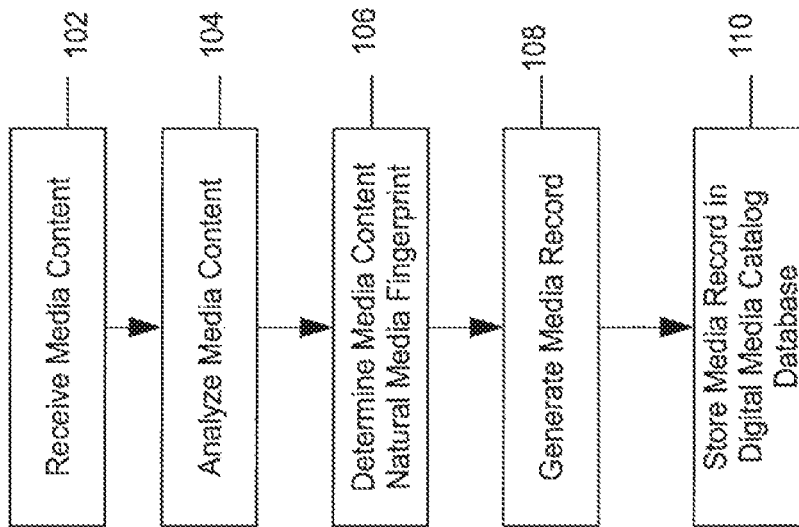 Receive Media Content
102
Analyze Media Content
104
Determine Media Content
Natural Media Fingerprint
106
Generate Media Record
108
Store Media Record in
Digital Media Catalog
Database
110